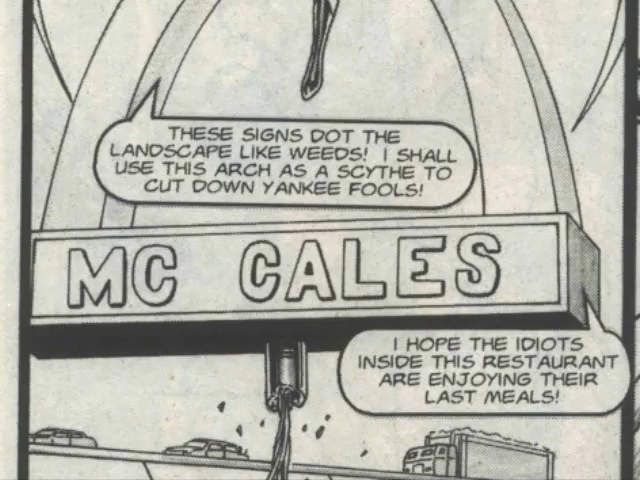 THESE SIGNS DOT THE
LANDSCAPE LIKE WEEDS! I SHALL
USE THIS ARCH AS A SCYTHE TO
CUT DOWN YANKEE FOOLS!
MC CALES
I HOPE THE IDIOTS
INSIDE THIS RESTAURANT
ARE ENJOYING THEIR
LAST MEALS!